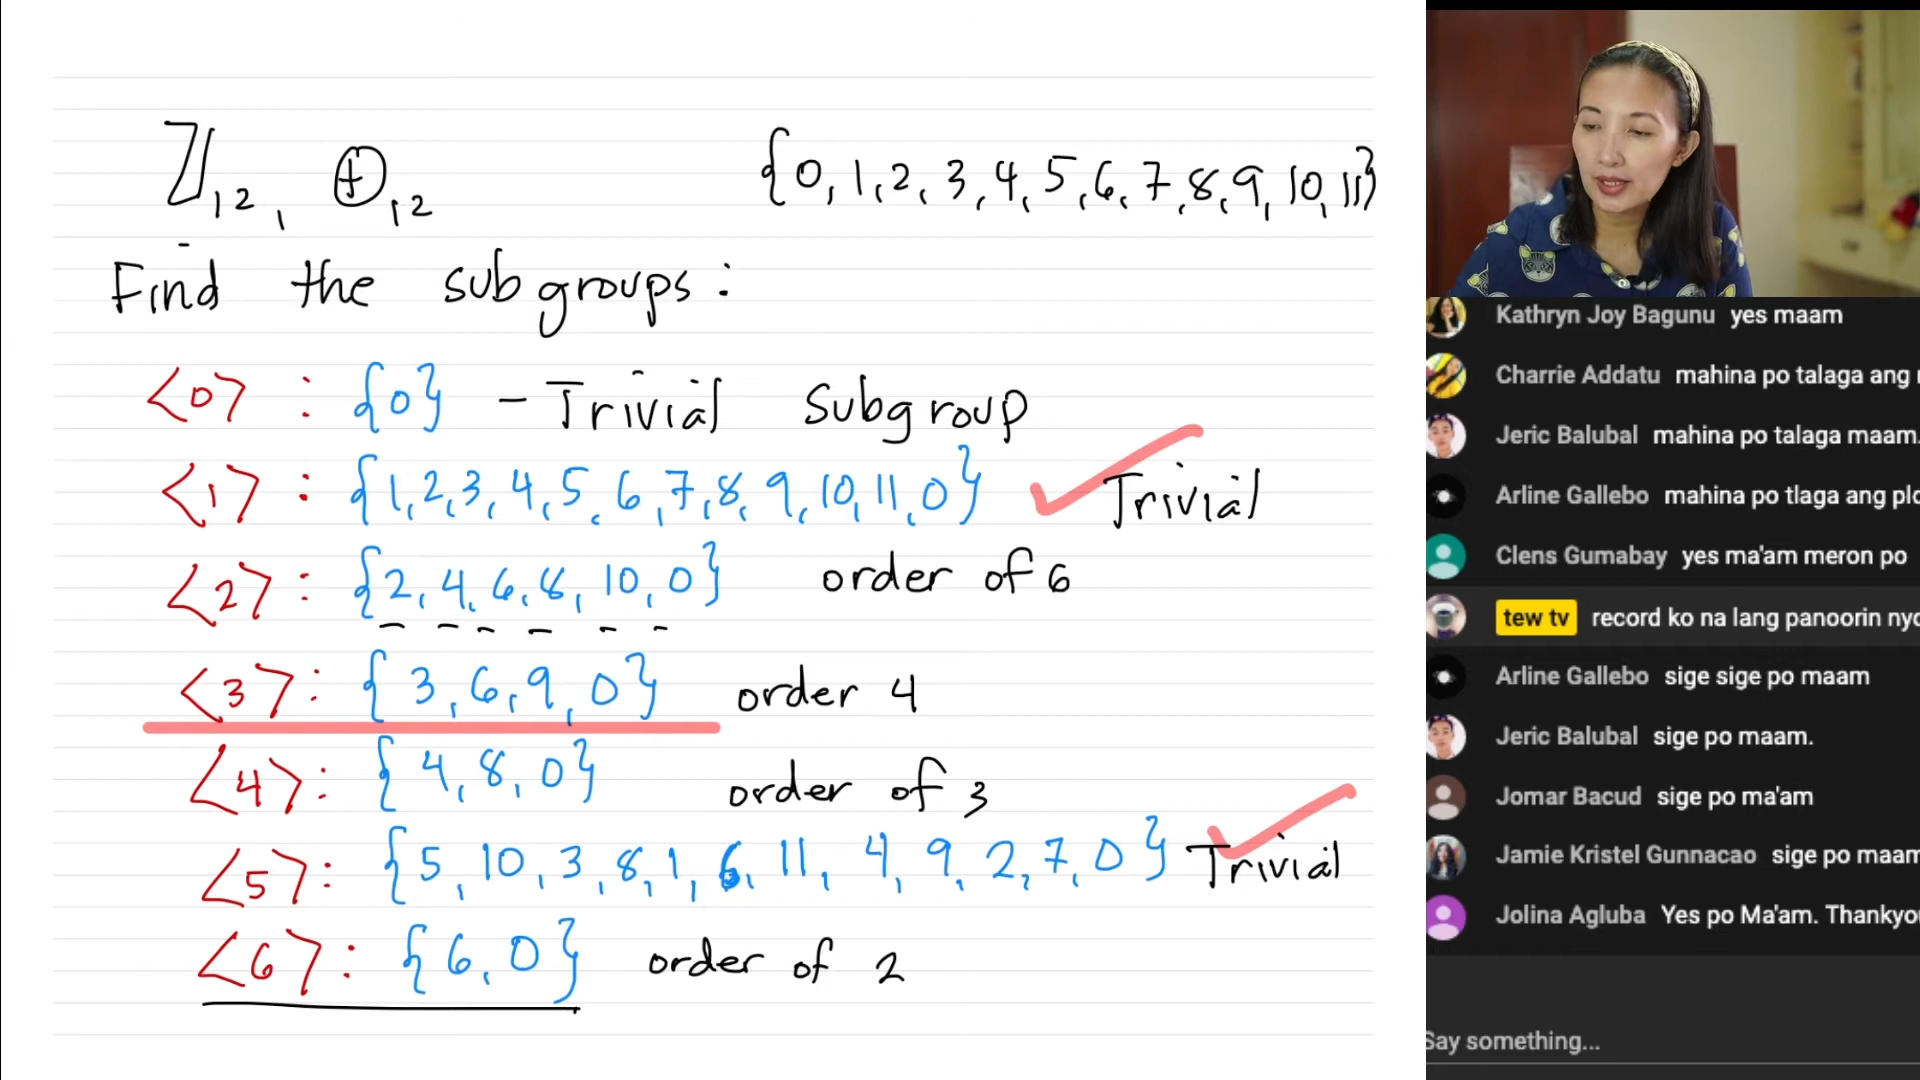 ℤ₁₂, ⊕₁₂ {0, 1, 2, 3, 4, 5, 6, 7, 8, 9, 10, 11}
Find the subgroups:
<0> : {0} - Trivial Subgroup
<1> : {1, 2, 3, 4, 5, 6, 7, 8, 9, 10, 11, 0} ✓ Trivial
<2> : {2, 4, 6, 8, 10, 0} order of 6
<3> : {3, 6, 9, 0} order 4
<4> : {4, 8, 0} order of 3
<5> : {5, 10, 3, 8, 1, 6, 11, 4, 9, 2, 7, 0} ✓ Trivial
<6> : {6, 0} order of 2
Kathryn Joy Bagunu yes maam
Charrie Addatu mahina po talaga ang
Jeric Balubal mahina po talaga maam.
Arline Gallebo mahina po tlaga ang
Clens Gumabay yes ma'am meron po
tew tv record ko na lang panoorin
Arline Gallebo sige sige po maam
Jeric Balubal sige po maam.
Jomar Bacud sige po ma'am
Jamie Kristel Gunnacao sige po maam
Jolina Agluba Yes po Ma'am.
Say something...